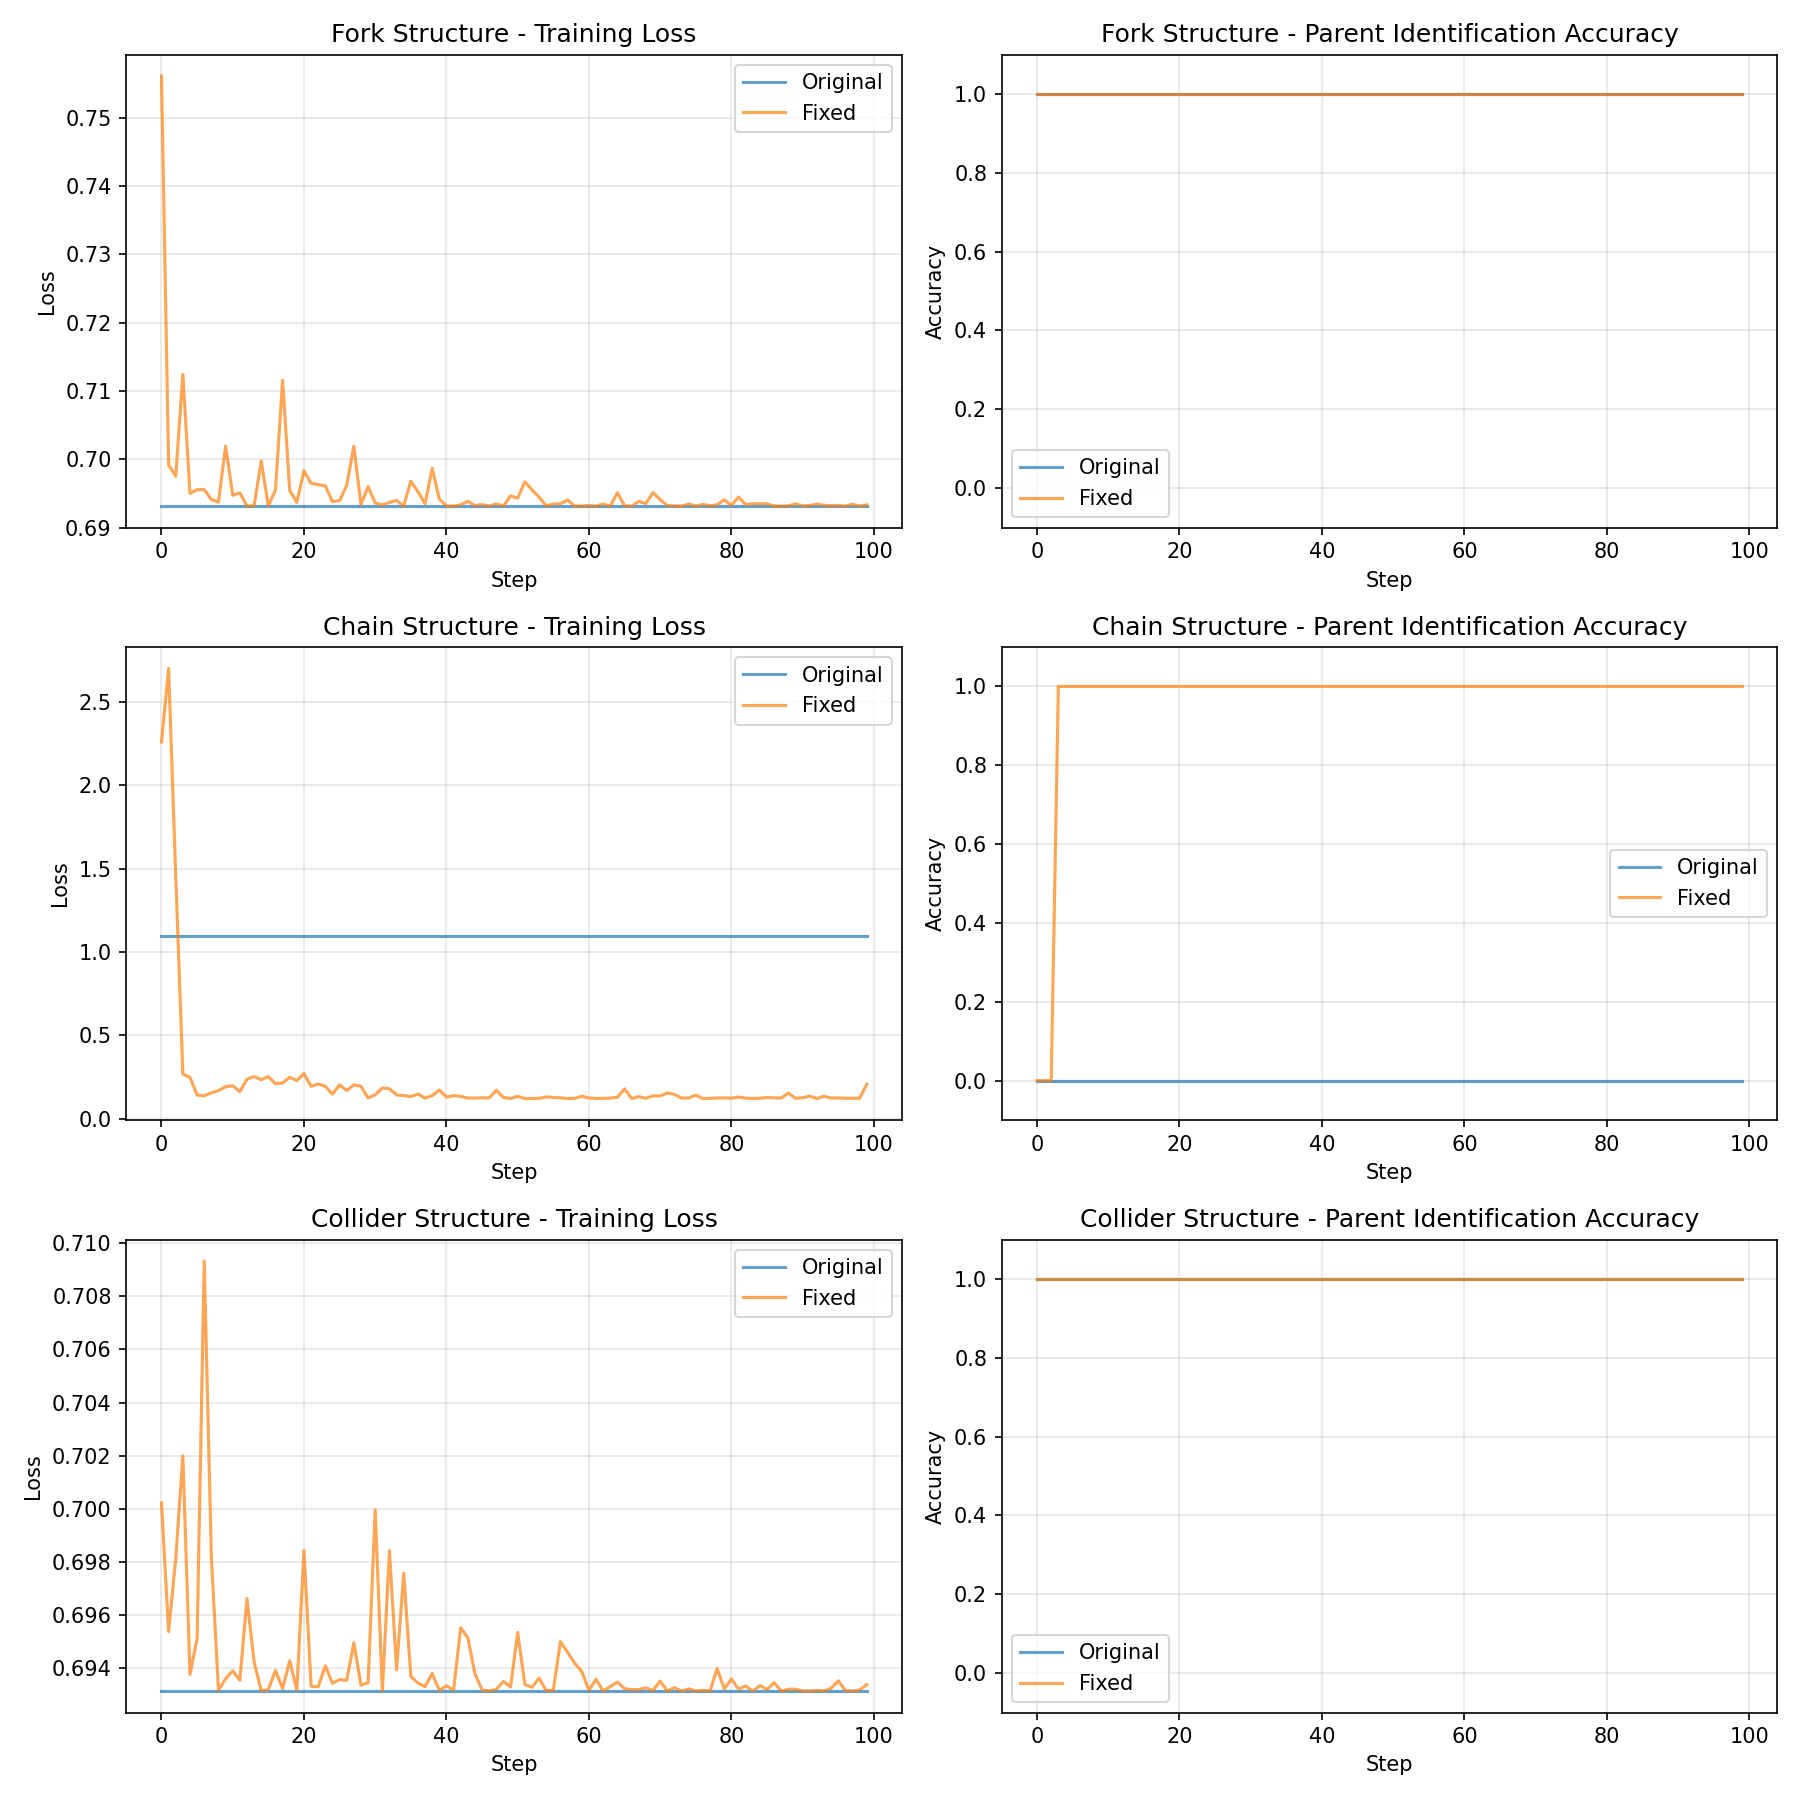 Fork Structure - Training Loss
Loss
0.75
0.74
0.73
0.72
0.71
0.70
0.69
Original
Fixed
0
20
40
60
80
100
Step
Fork Structure - Parent Identification Accuracy
Accuracy
1.0
0.8
0.6
0.4
0.2
0.0
Original
Fixed
0
20
40
60
80
100
Step
Chain Structure - Training Loss
Loss
2.5
2.0
1.5
1.0
0.5
0.0
Original
Fixed
0
20
40
60
80
100
Step
Chain Structure - Parent Identification Accuracy
Accuracy
1.0
0.8
0.6
0.4
0.2
0.0
Original
Fixed
0
20
40
60
80
100
Step
Collider Structure - Training Loss
Loss
0.710
0.708
0.706
0.704
0.702
0.700
0.698
0.696
0.694
Original
Fixed
0
20
40
60
80
100
Step
Collider Structure - Parent Identification Accuracy
Accuracy
1.0
0.8
0.6
0.4
0.2
0.0
Original
Fixed
0
20
40
60
80
100
Step